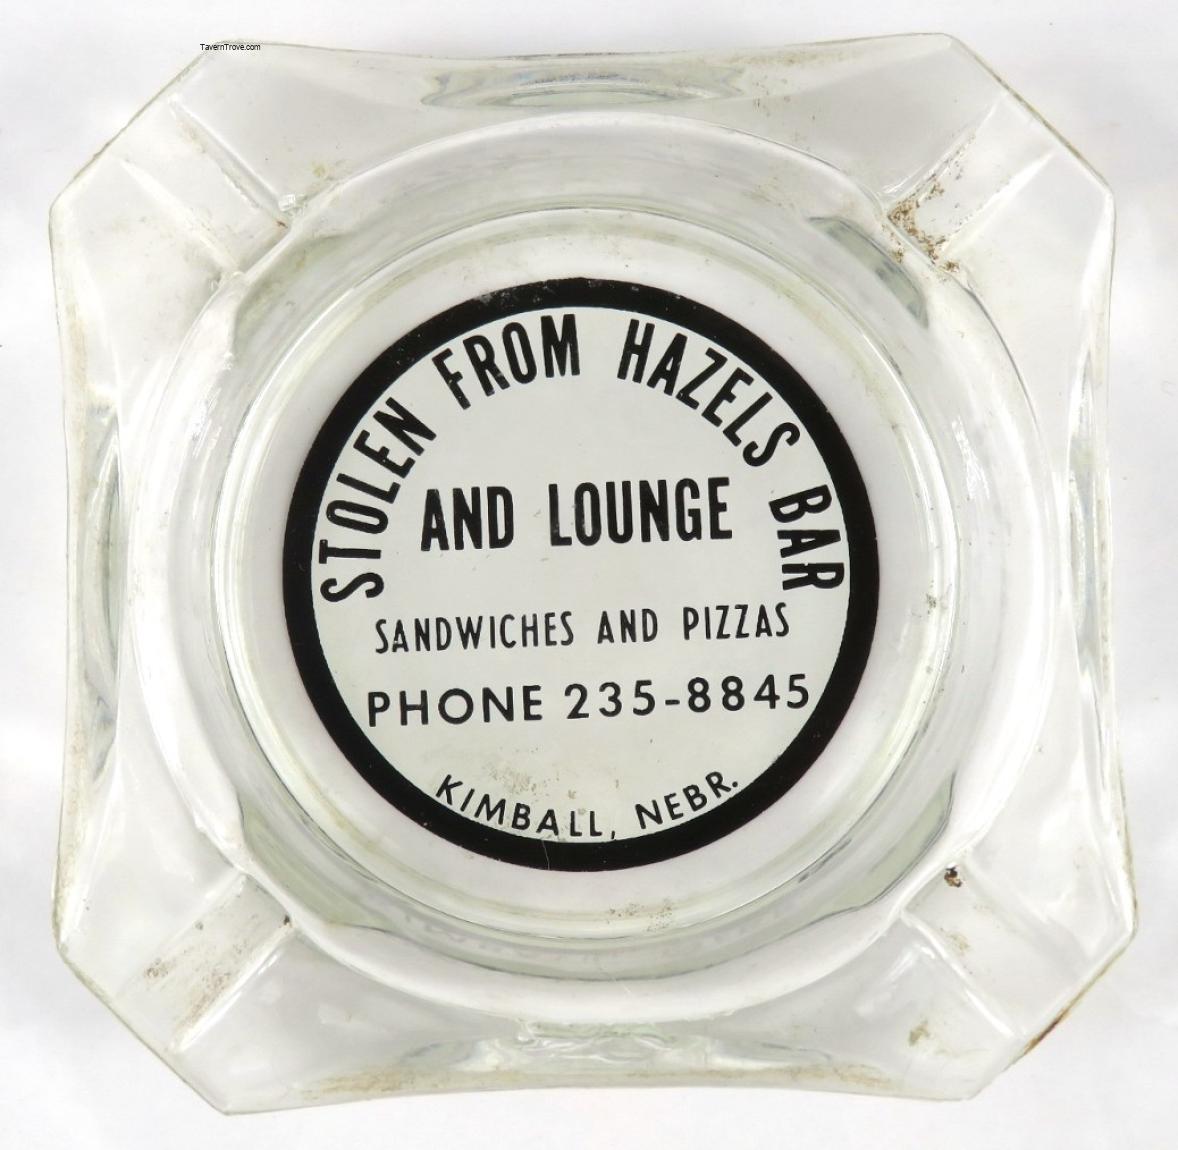 TavernTrove.com
STOLEN FROM HAZELS BAR
AND LOUNGE
SANDWICHES AND PIZZAS
PHONE 235-8845
KIMBALL, NEBR.